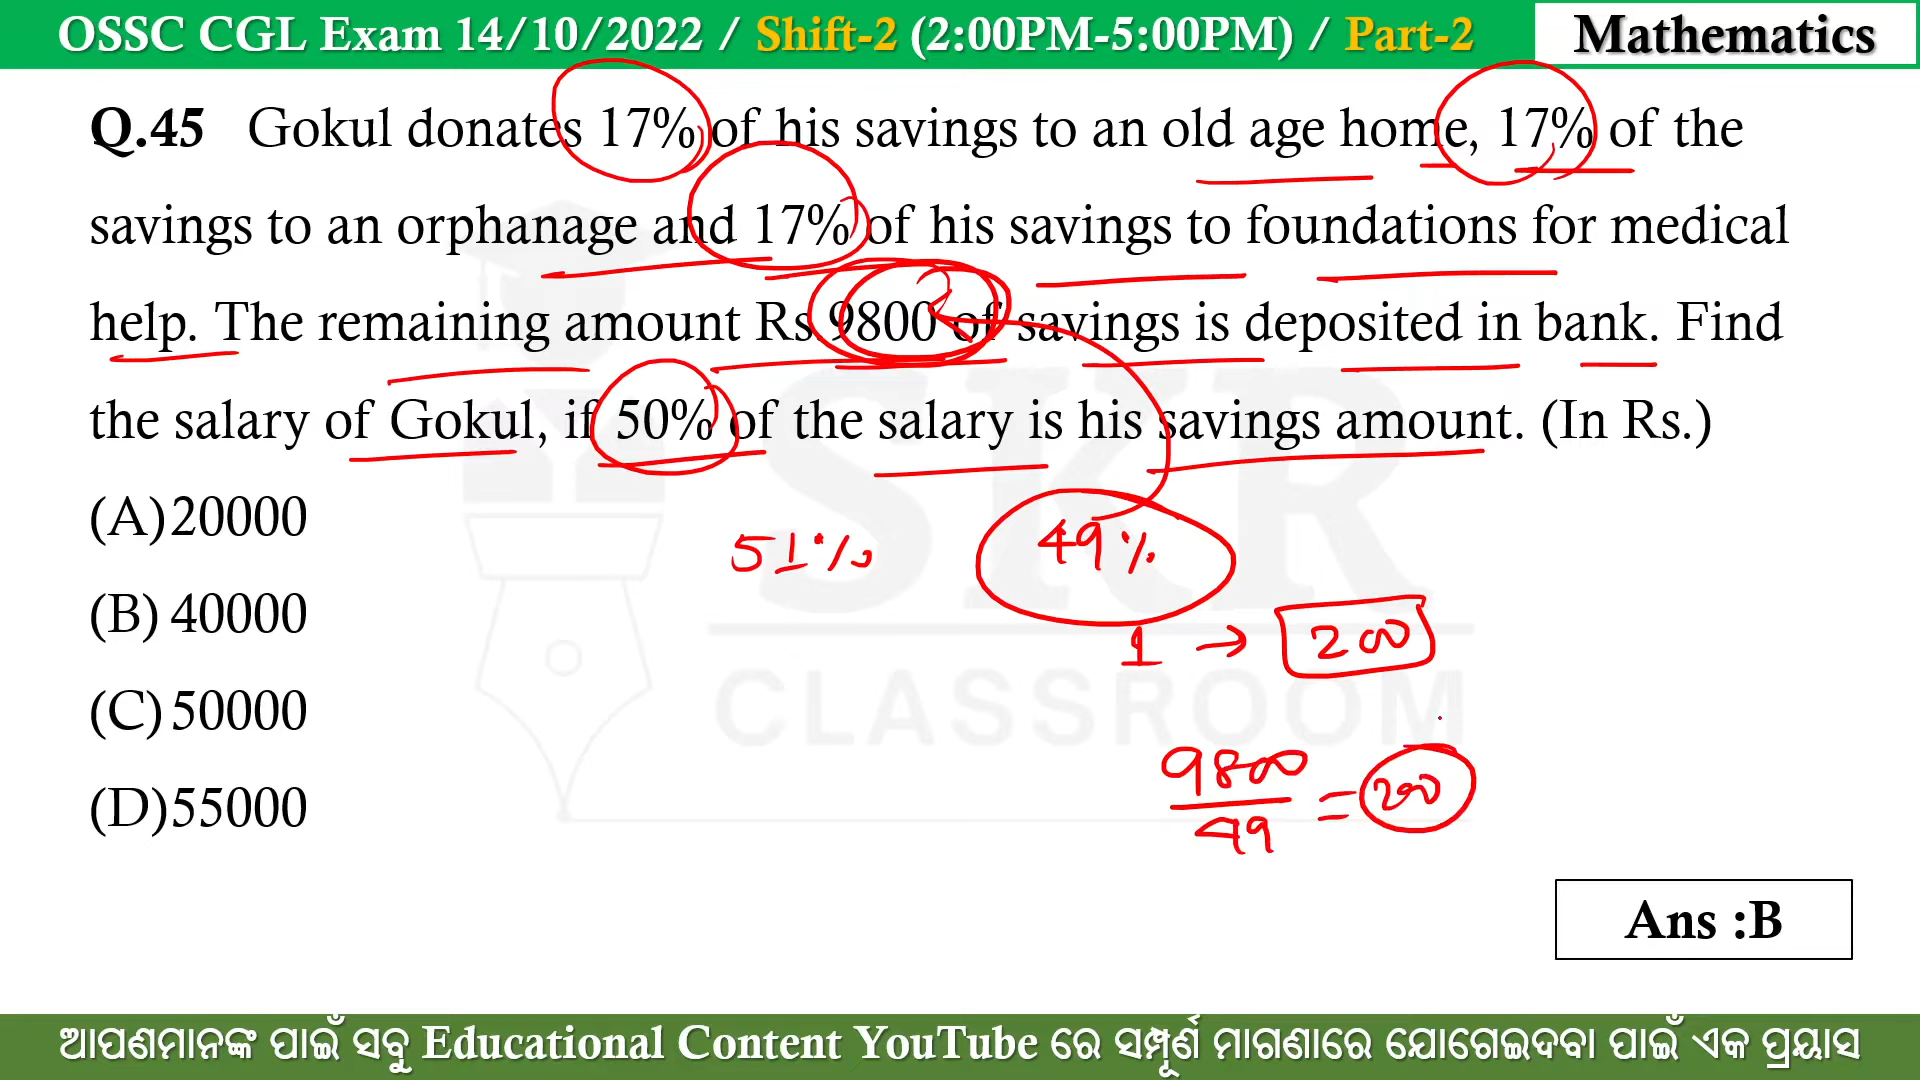 OSSC CGL Exam 14/10/2022 / Shift-2 (2:00PM-5:00PM) / Part-2
Mathematics
Q.45 Gokul donates 17% of his savings to an old age home, 17% of the
savings to an orphanage and 17% of his savings to foundations for medical
help. The remaining amount Rs.9800 of savings is deposited in bank. Find
the salary of Gokul, if 50% of the salary is his savings amount. (In Rs.)
(A) 20000
(B) 40000
(C) 50000
(D) 55000
51% 49%
1 → 200
9800
49
= 200
SKR
CLASSROOM
Ans :B
ଆପଣମାନଙ୍କ ପାଇଁ ସବୁ Educational Content YouTube ରେ ସମ୍ପୂର୍ଣ ମାଗଣାରେ ଯୋଗେଇଦବା ପାଇଁ ଏକ ପ୍ରୟାସ